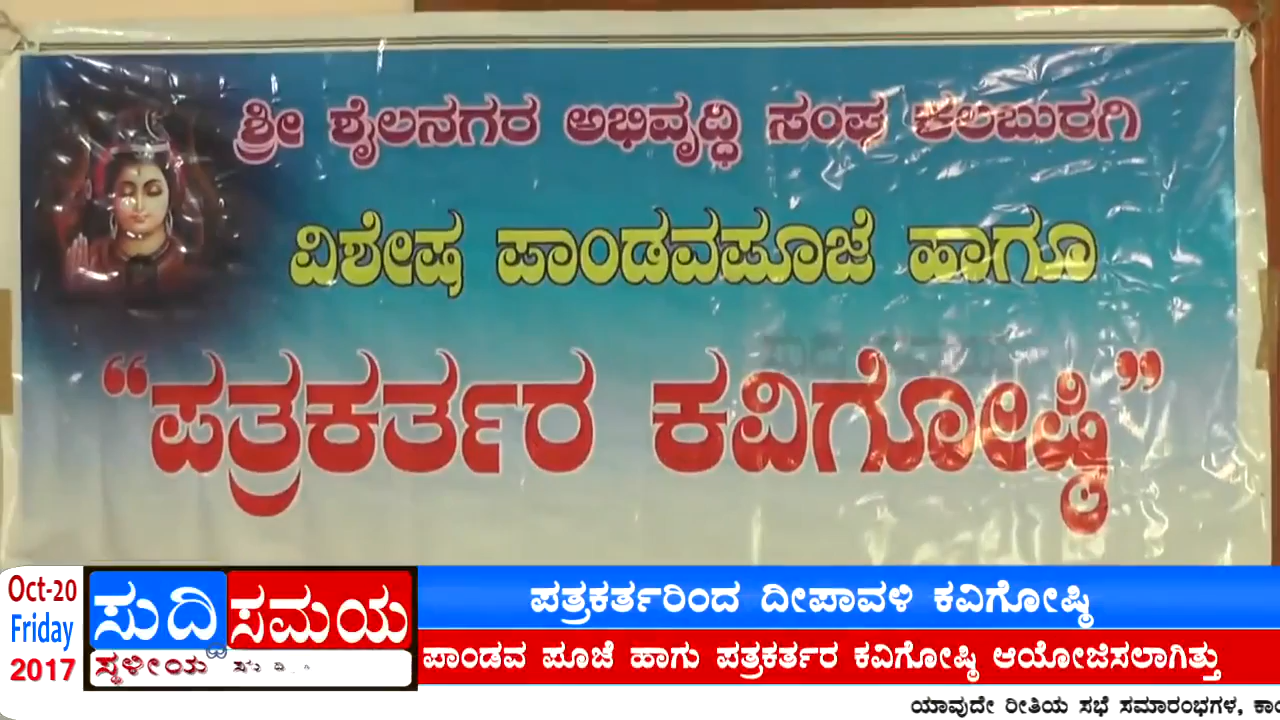 ಶ್ರೀ ಶೈಲನಗರ ಅಭಿವೃದ್ಧಿ ಸಂಘ ಕಲಬುರಗಿ
ವಿಶೇಷ ಪಾಂಡವಪೂಜೆ ಹಾಗೂ
“ಪತ್ರಕರ್ತರ ಕವಿಗೋಷ್ಠಿ”
Oct-20
Friday
2017
ಸುದ್ದಿ ಸಮಯ
ಸ್ಥಳೀಯ
ಪತ್ರಕರ್ತರಿಂದ ದೀಪಾವಳಿ ಕವಿಗೋಷ್ಠಿ
ಪಾಂಡವ ಪೂಜೆ ಹಾಗು ಪತ್ರಕರ್ತರ ಕವಿಗೋಷ್ಠಿ ಆಯೋಜಿಸಲಾಗಿತ್ತು
ಯಾವುದೇ ರೀತಿಯ ಸಭೆ ಸಮಾರಂಭಗಳ,